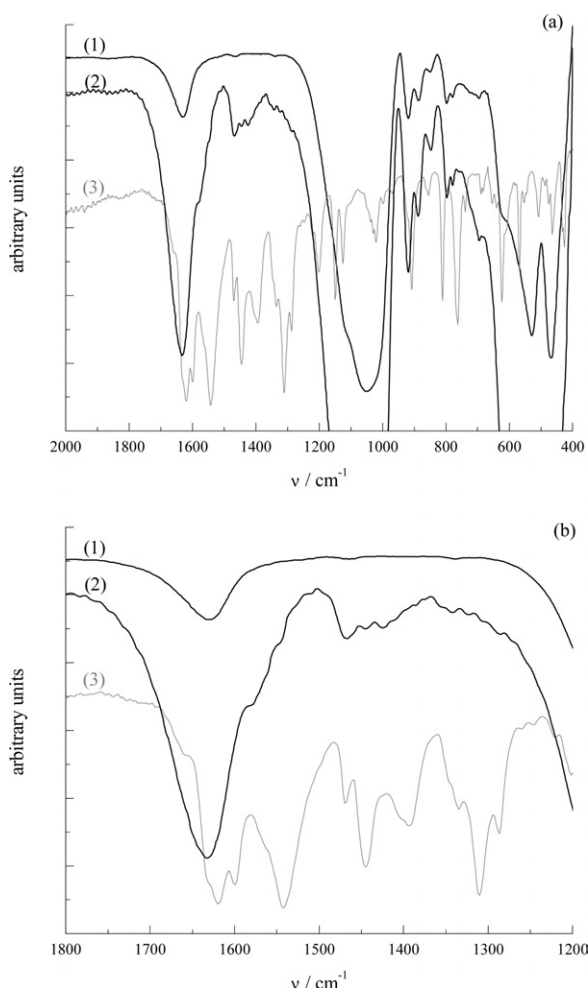 (a)
(1)
(2)
(3)
arbitrary units
2000 1800 1600 1400 1200 1000 800 600 400
ν / cm-1
(b)
(1)
(2)
(3)
arbitrary units
1800 1700 1600 1500 1400 1300 1200
ν / cm-1